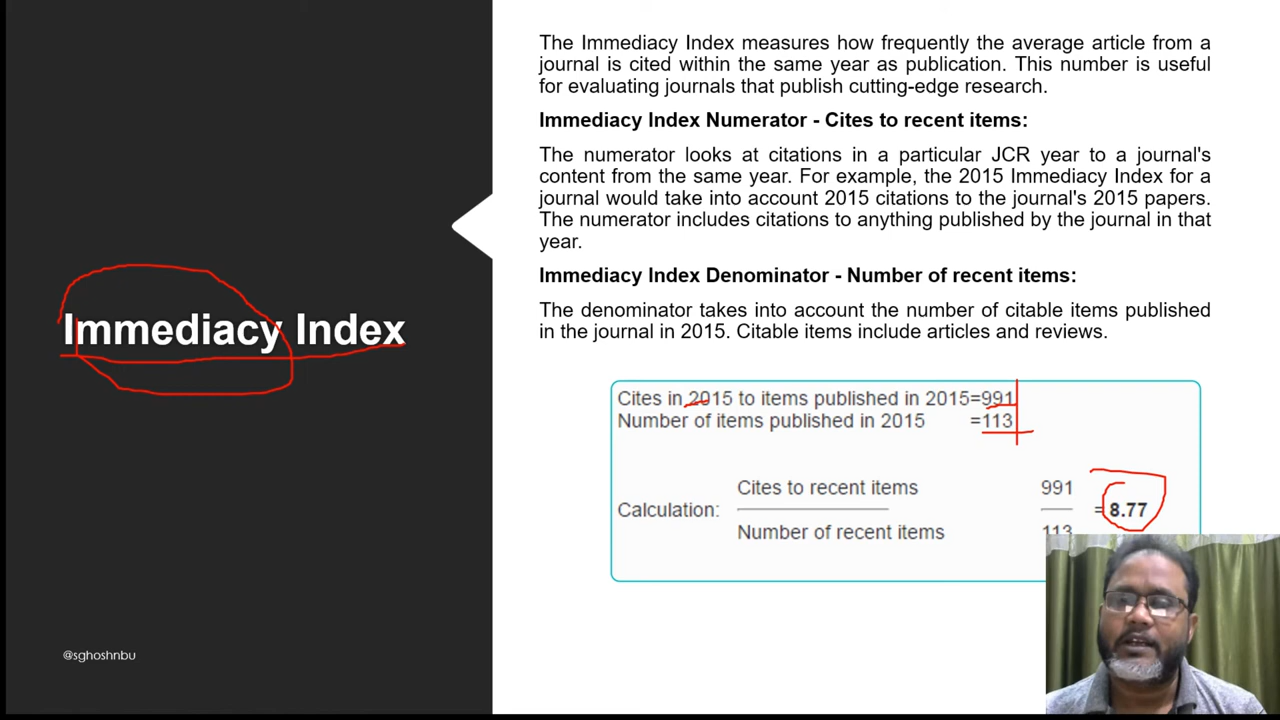 Immediacy Index
@sghoshnbu
The Immediacy Index measures how frequently the average article from a
journal is cited within the same year as publication. This number is useful
for evaluating journals that publish cutting-edge research.
Immediacy Index Numerator - Cites to recent items:
The numerator looks at citations in a particular JCR year to a journal's
content from the same year. For example, the 2015 Immediacy Index for a
journal would take into account 2015 citations to the journal's 2015 papers.
The numerator includes citations to anything published by the journal in that
year.
Immediacy Index Denominator - Number of recent items:
The denominator takes into account the number of citable items published
in the journal in 2015. Citable items include articles and reviews.
Cites in 2015 to items published in 2015=991
Number of items published in 2015 =113
Cites to recent items 991
Calculation: = 8.77
Number of recent items 113